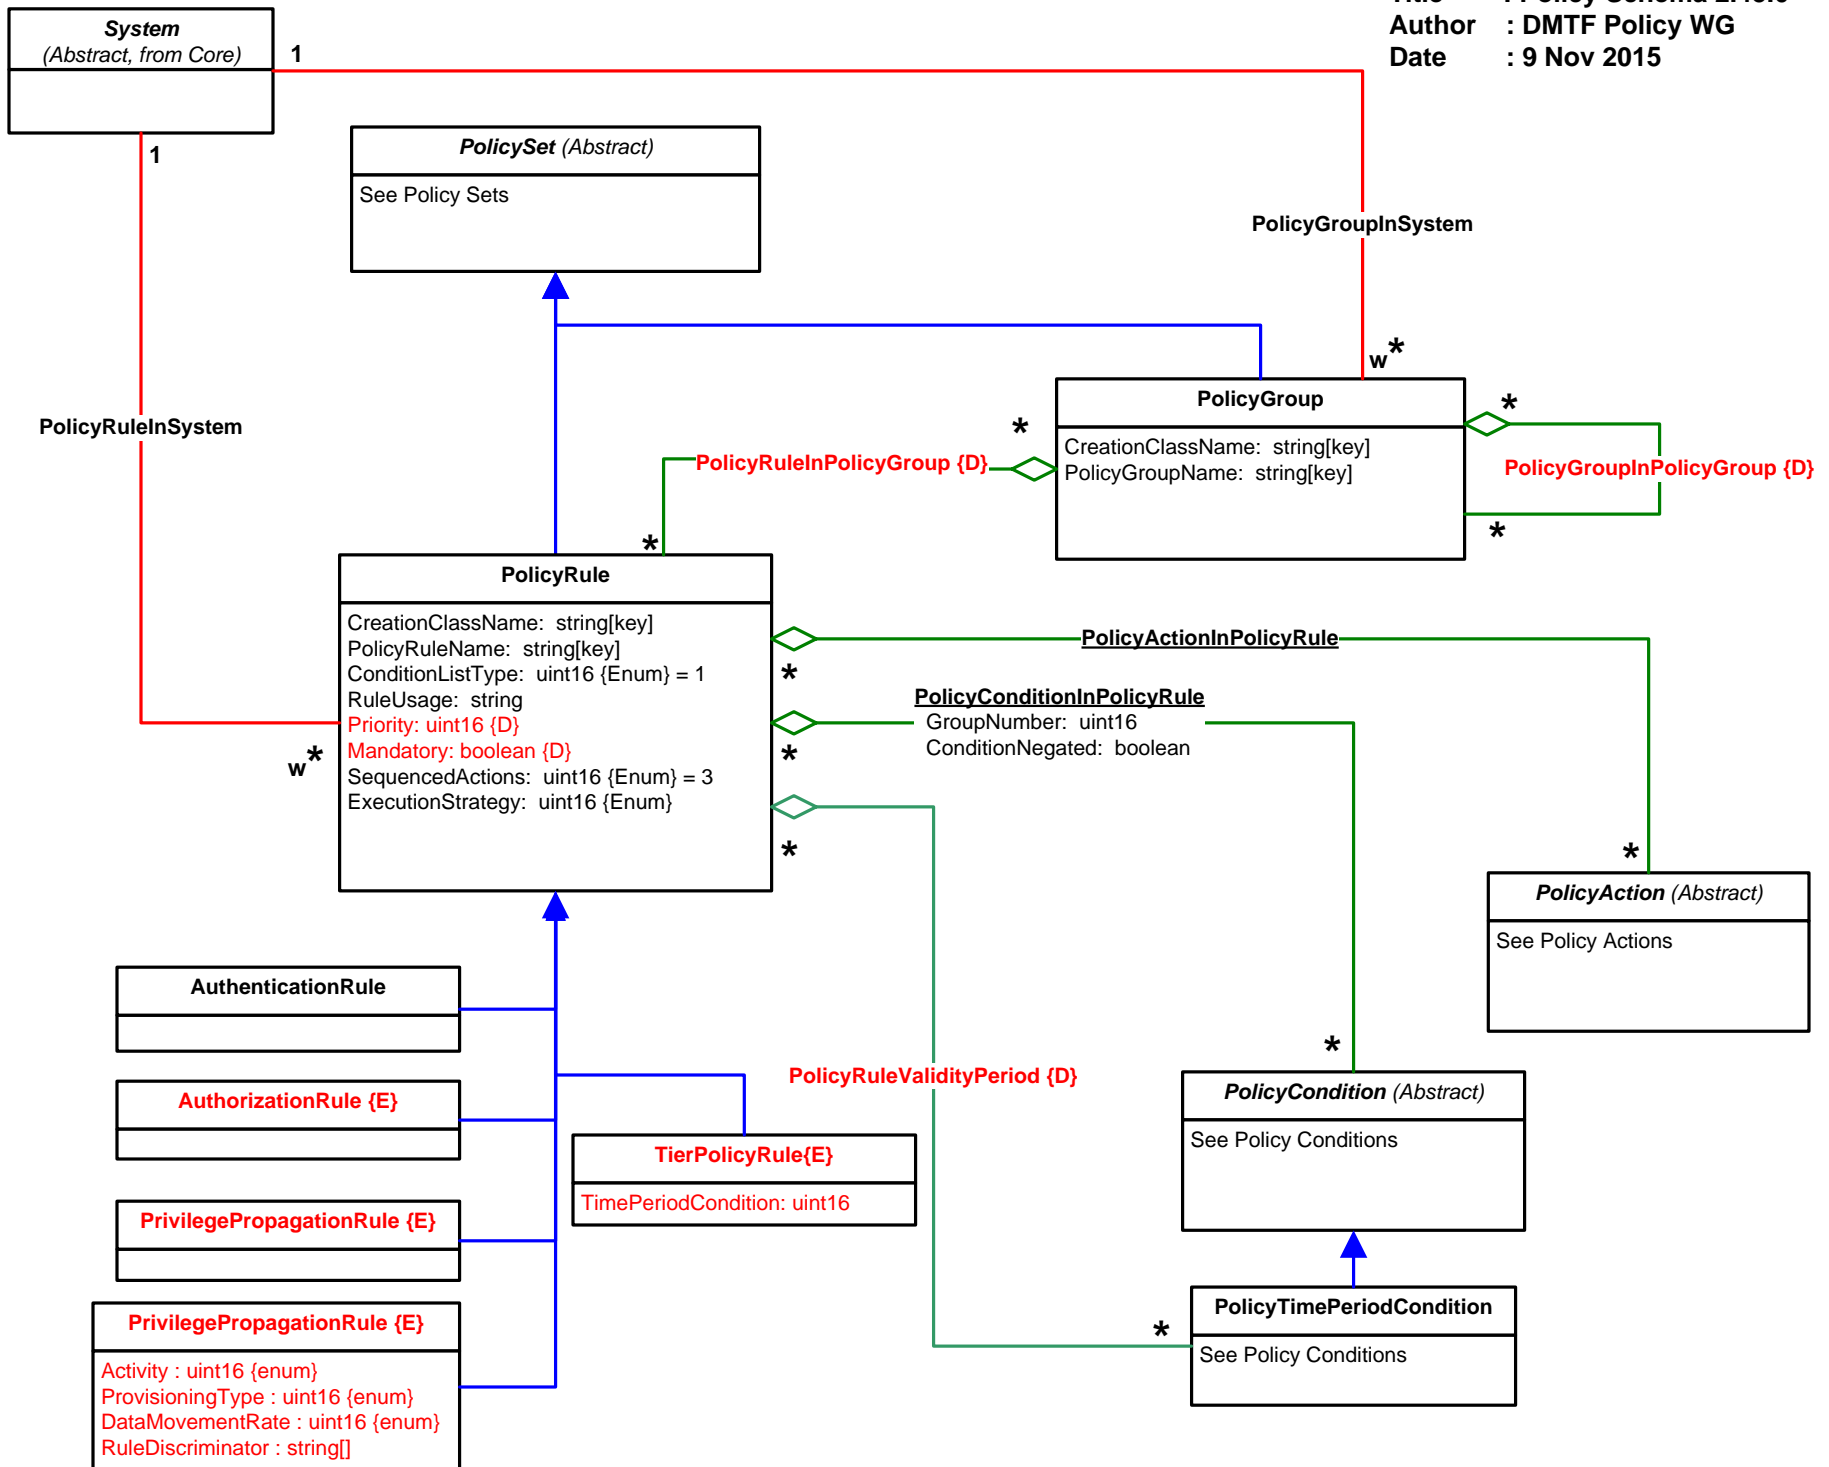 Author : DMTF Policy WG
Date : 9 Nov 2015
System
(Abstract, from Core)
1
1
PolicySet (Abstract)
See Policy Sets
PolicyGroupInSystem
w*
PolicyRuleInSystem
PolicyGroup
CreationClassName: string[key]
PolicyGroupName: string[key]
*
PolicyRuleInPolicyGroup {D}
*
*
PolicyGroupInPolicyGroup {D}
*
PolicyRule
CreationClassName: string[key]
PolicyRuleName: string[key]
ConditionListType: uint16 {Enum} = 1
RuleUsage: string
Priority: uint16 {D}
Mandatory: boolean {D}
SequencedActions: uint16 {Enum} = 3
ExecutionStrategy: uint16 {Enum}
w*
PolicyActionInPolicyRule
*
PolicyConditionInPolicyRule
GroupNumber: uint16
ConditionNegated: boolean
*
*
*
PolicyAction (Abstract)
See Policy Actions
AuthenticationRule
AuthorizationRule {E}
PrivilegePropagationRule {E}
PrivilegePropagationRule {E}
Activity : uint16 {enum}
ProvisioningType : uint16 {enum}
DataMovementRate : uint16 {enum}
RuleDiscriminator : string[]
TierPolicyRule{E}
TimePeriodCondition: uint16
PolicyRuleValidityPeriod {D}
*
PolicyCondition (Abstract)
See Policy Conditions
*
PolicyTimePeriodCondition
See Policy Conditions